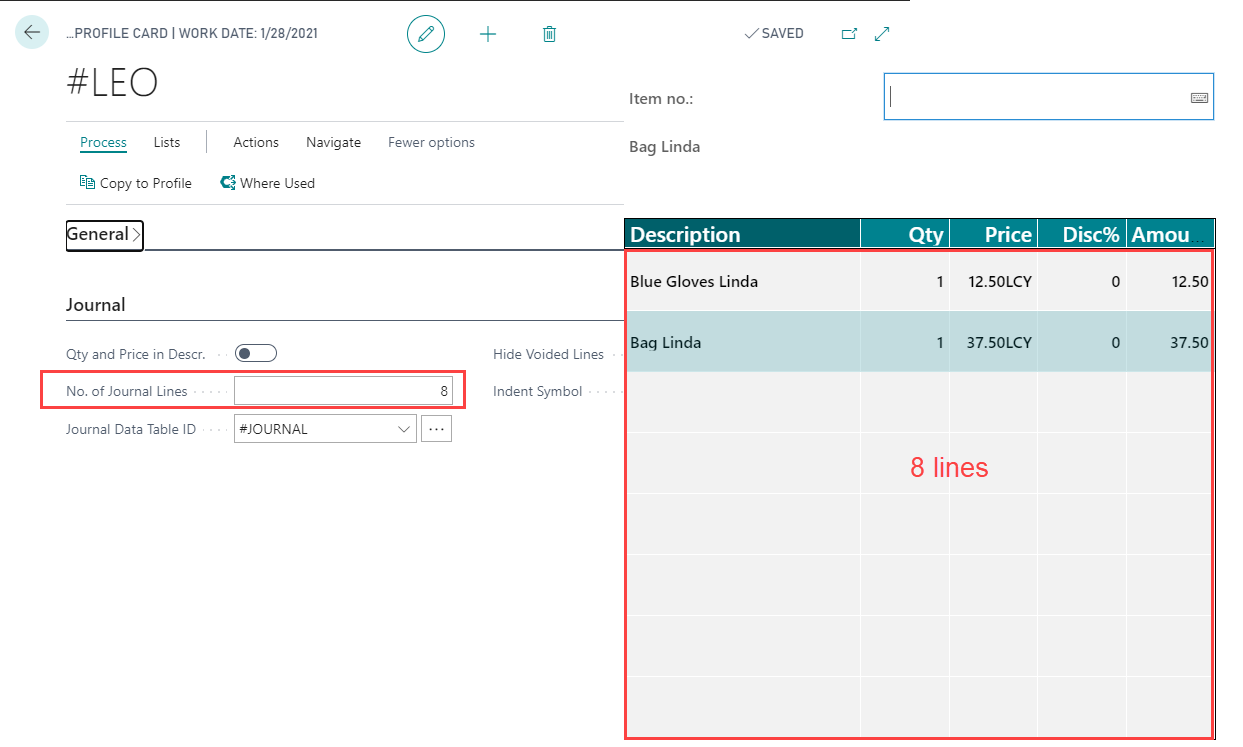 …PROFILE CARD | WORK DATE: 1/28/2021
SAVED
#LEO
Process Lists Actions Navigate Fewer options
Copy to Profile Where Used
General
Journal
Qty and Price in Descr.
Hide Voided Lines
No. of Journal Lines 8
Indent Symbol
Journal Data Table ID #JOURNAL ...
Item no.:
Bag Linda
Description Qty Price Disc% Amou...
Blue Gloves Linda 1 12.50LCY 0 12.50
Bag Linda 1 37.50LCY 0 37.50
8 lines